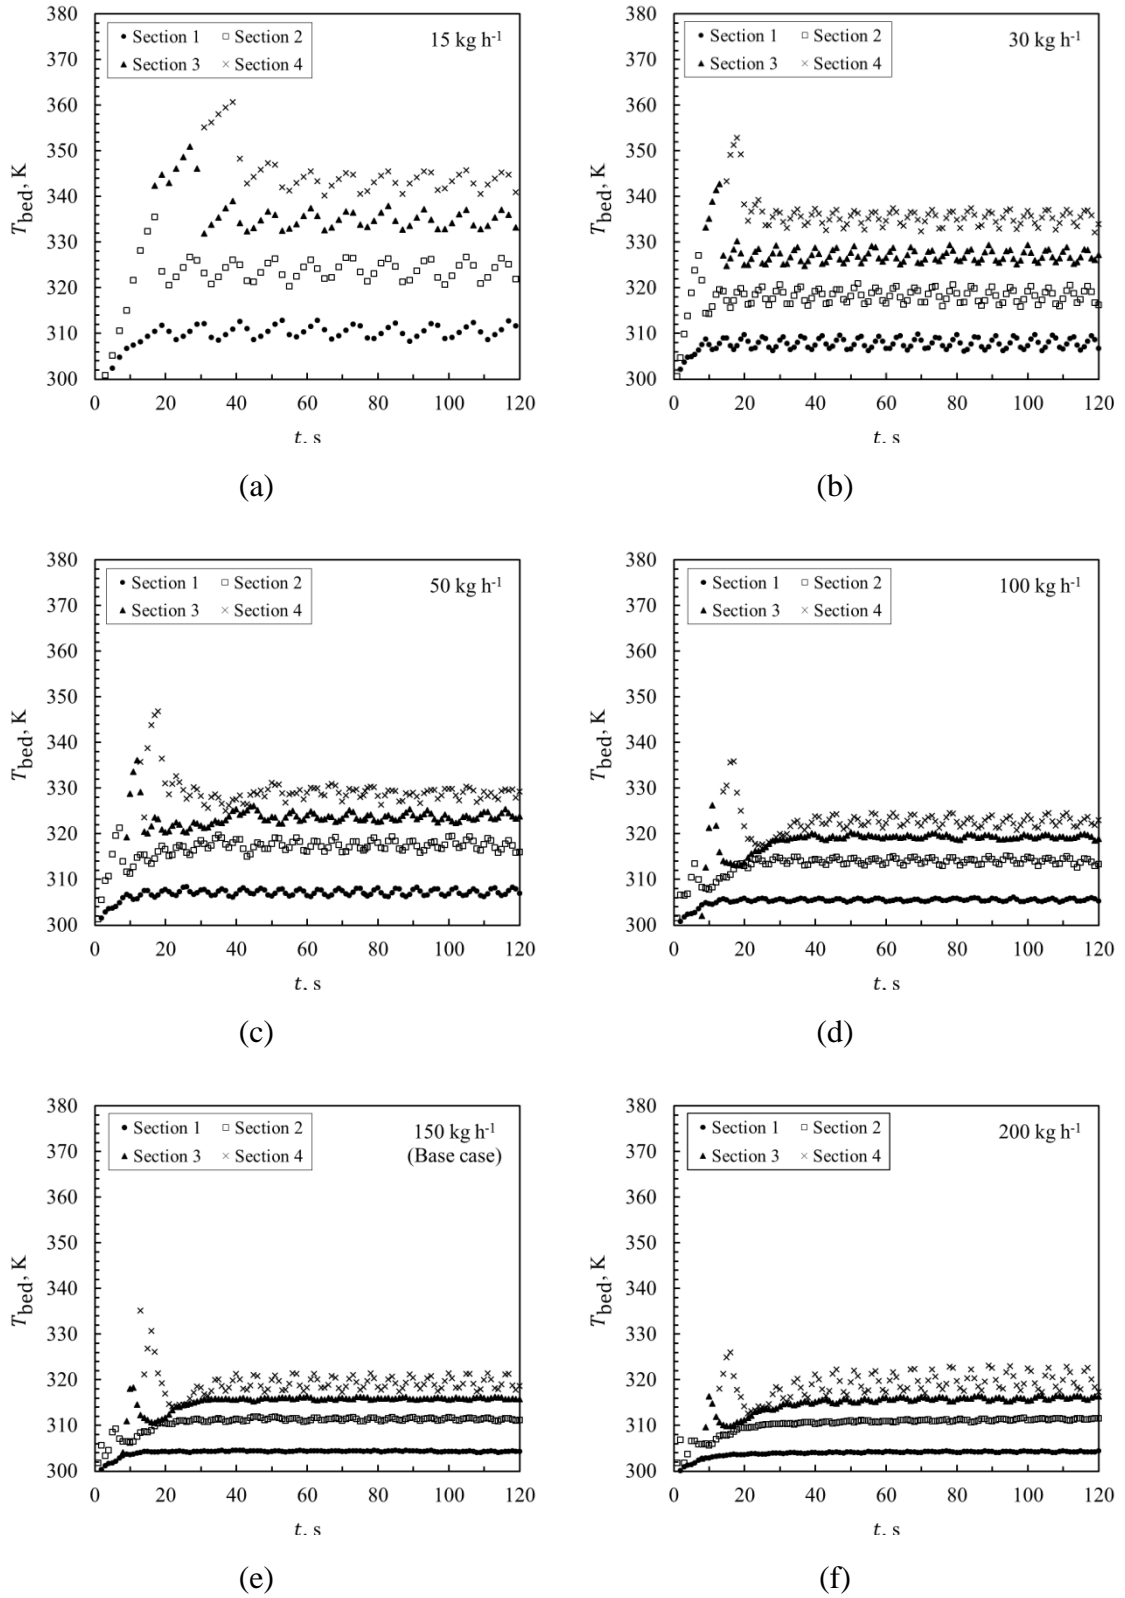 380
370
360
350
340
330
320
310
300
T_bed, K
Section 1 Section 2
Section 3 Section 4
15 kg h⁻¹
0 20 40 60 80 100 120
t, s
(a)
380
370
360
350
340
330
320
310
300
T_bed, K
Section 1 Section 2
Section 3 Section 4
30 kg h⁻¹
0 20 40 60 80 100 120
t, s
(b)
380
370
360
350
340
330
320
310
300
T_bed, K
Section 1 Section 2
Section 3 Section 4
50 kg h⁻¹
0 20 40 60 80 100 120
t, s
(c)
380
370
360
350
340
330
320
310
300
T_bed, K
Section 1 Section 2
Section 3 Section 4
100 kg h⁻¹
0 20 40 60 80 100 120
t, s
(d)
380
370
360
350
340
330
320
310
300
T_bed, K
Section 1 Section 2
Section 3 Section 4
150 kg h⁻¹
(Base case)
0 20 40 60 80 100 120
t, s
(e)
380
370
360
350
340
330
320
310
300
T_bed, K
Section 1 Section 2
Section 3 Section 4
200 kg h⁻¹
0 20 40 60 80 100 120
t, s
(f)